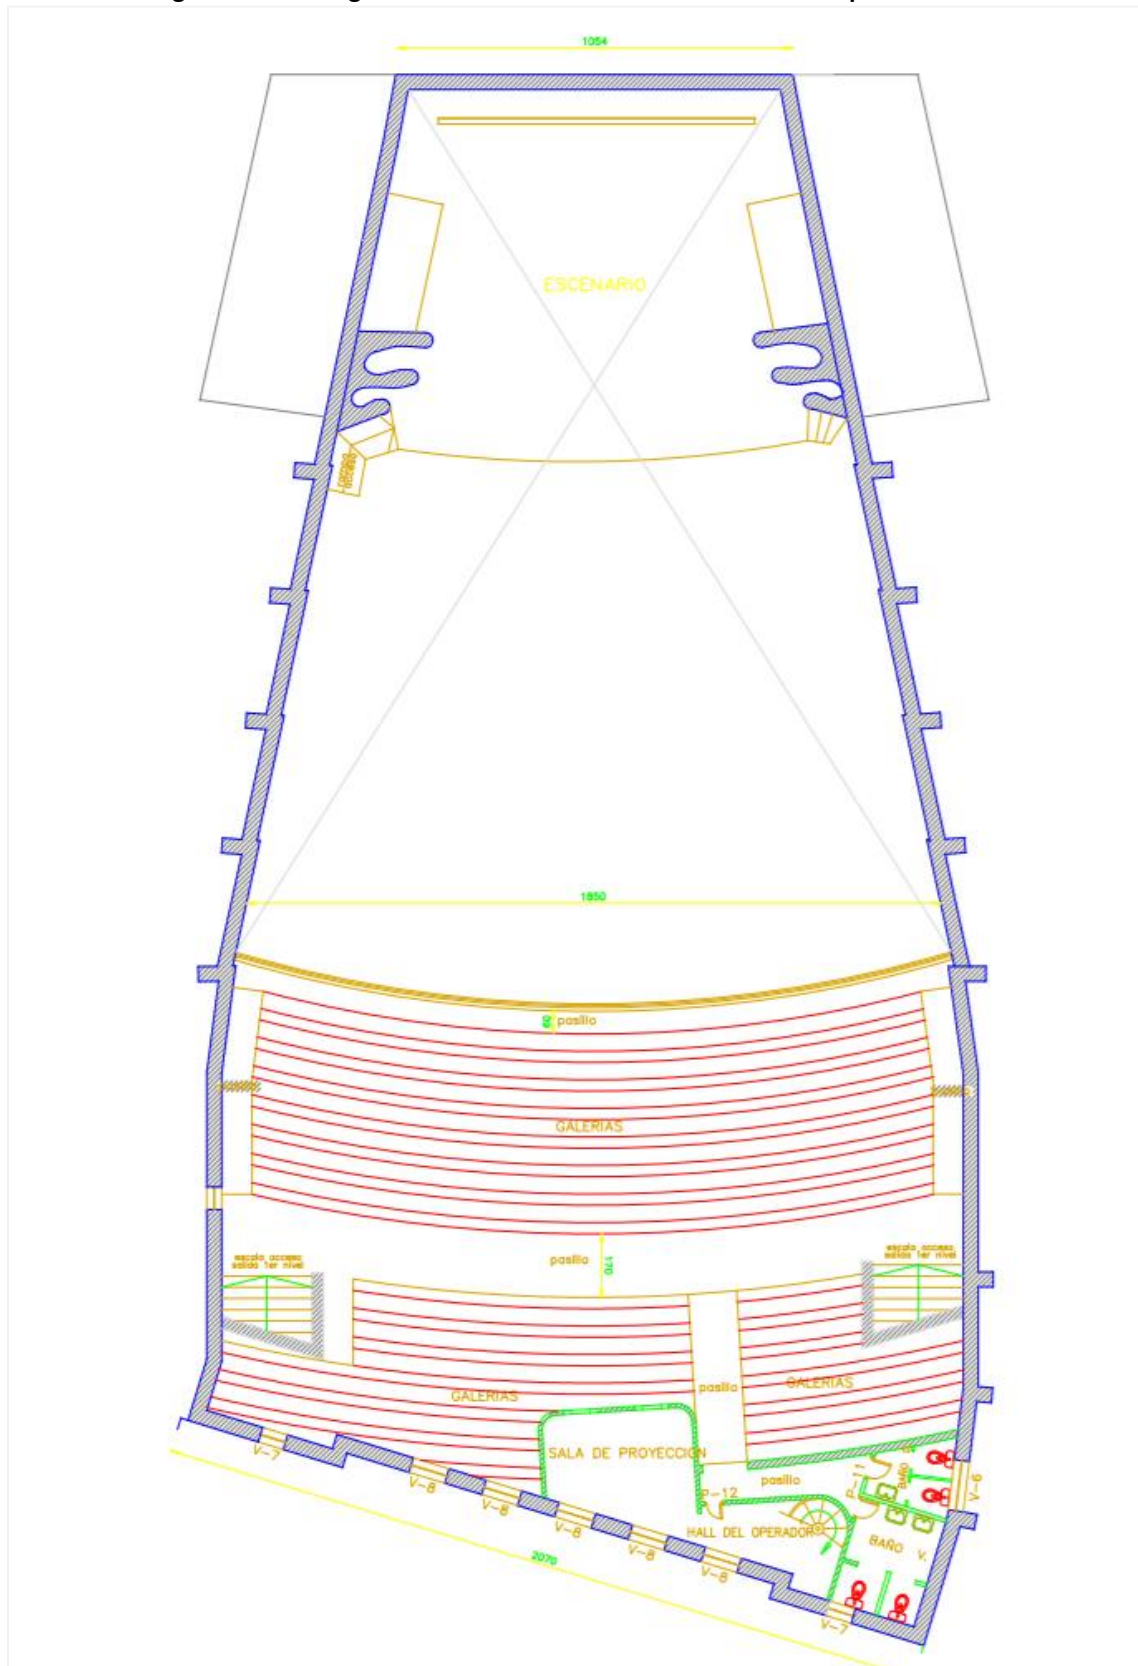 1054
ESCENARIO
1850
60
pasillo
GALERIAS
escala acceso
salida 1er nivel
escala acceso
salida 1er nivel
pasillo
170
pasillo
GALERIAS
GALERIAS
SALA DE PROYECCION
pasillo
P-11
BAÑO
V-6
P-12
HALL DEL OPERADOR
BAÑO V.
V-7
V-8
V-8
V-8
V-8
V-8
V-7
2070